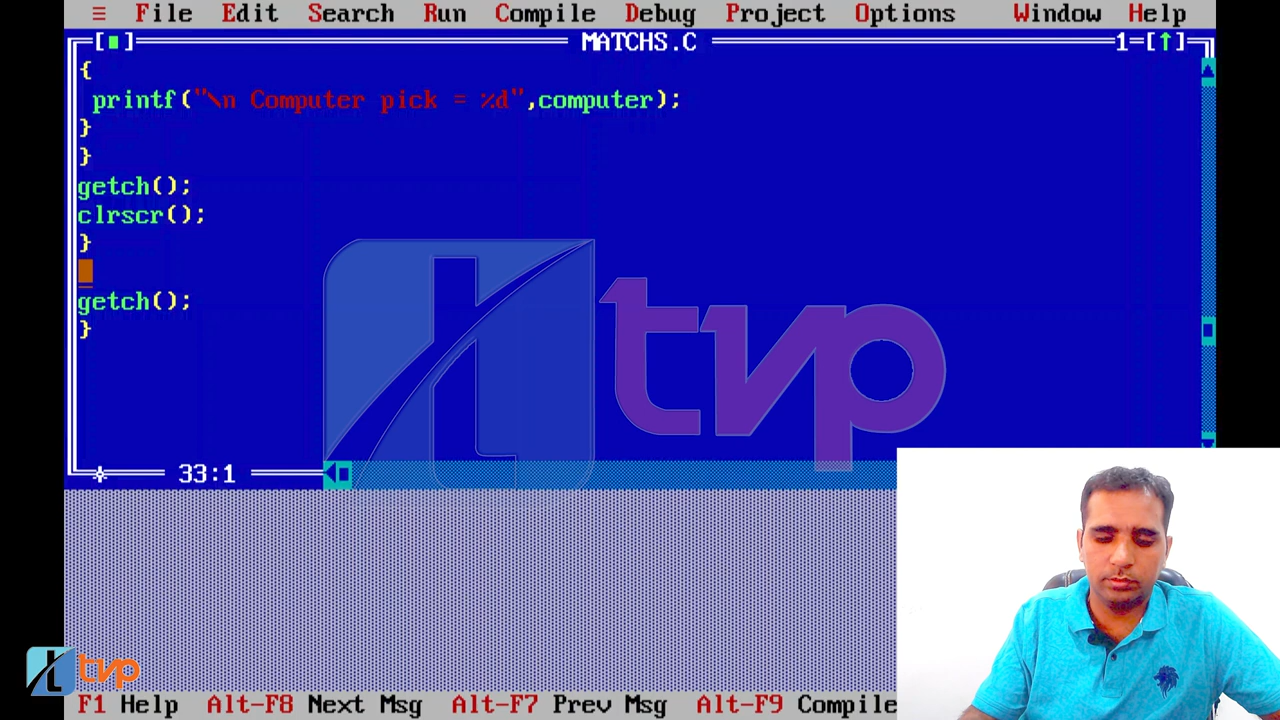 ≡ File Edit Search Run Compile Debug Project Options Window Help
[■] MATCHS.C 1=[↑]
{
printf("\n Computer pick = %d",computer);
}
}
getch();
clrscr();
}
getch();
}
tvp
33:1
tvp
F1 Help Alt-F8 Next Msg Alt-F7 Prev Msg Alt-F9 Compile